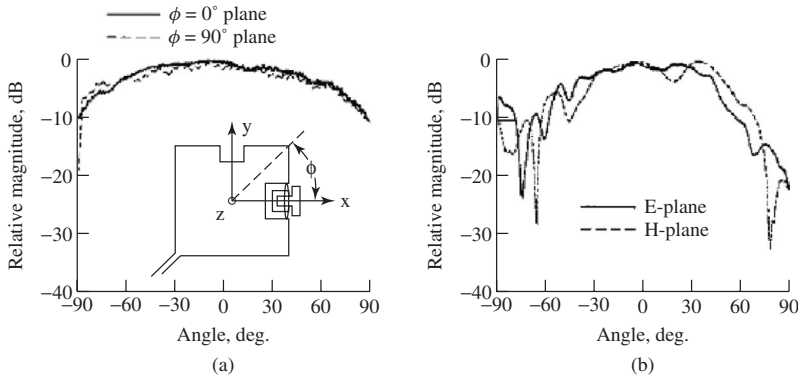 ϕ = 0° plane
ϕ = 90° plane
Relative magnitude, dB
0
−10
−20
−30
−40
−90
−60
−30
0
30
60
90
Angle, deg.
y
ϕ
x
z
(a)
Relative magnitude, dB
0
−10
−20
−30
−40
E-plane
H-plane
−90
−60
−30
0
30
60
90
Angle, deg.
(b)